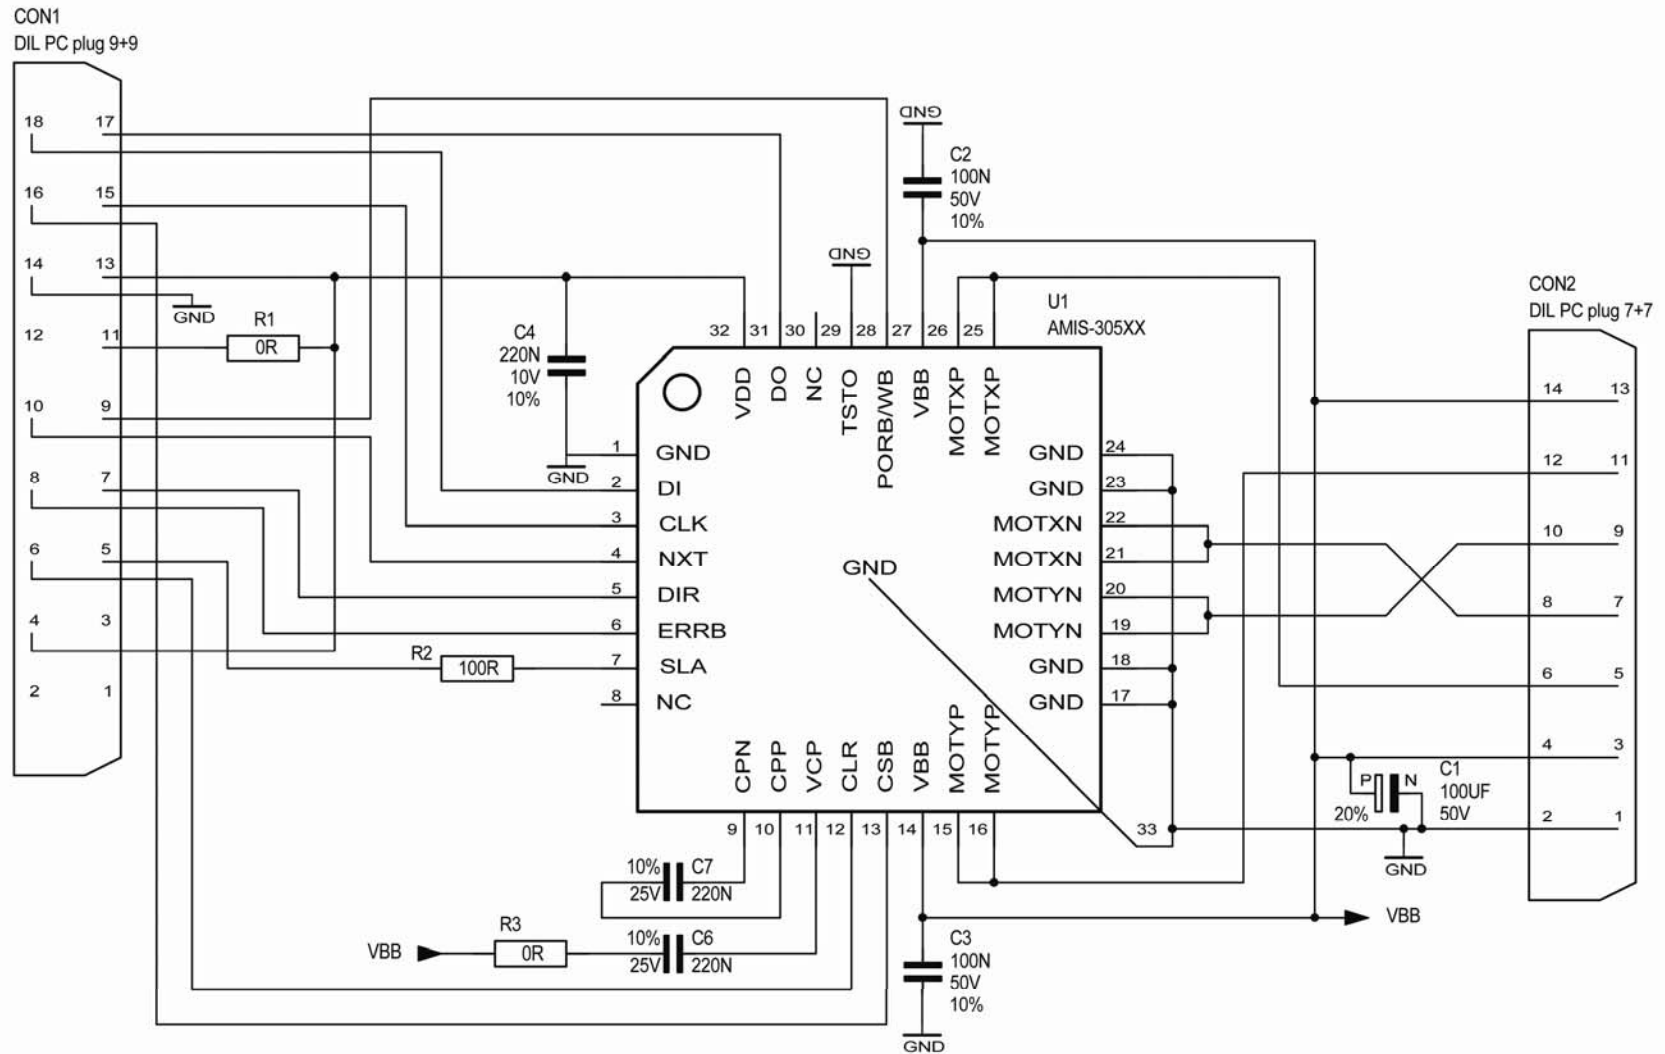 CON1
DIL PC plug 9+9
18 17
16 15
14 13
12 11
10 9
8 7
6 5
4 3
2 1
GND
R1
0R
C4
220N
10V
10%
GND
GND
GND
C2
100N
50V
10%
U1
AMIS-305XX
32 31 30 29 28 27 26 25
VDD DO NC TSTO PORB/WB VBB MOTXP MOTXP
1 GND
2 DI
3 CLK
4 NXT
5 DIR
6 ERRB
7 SLA
8 NC
R2
100R
GND
GND 24
GND 23
MOTXN 22
MOTXN 21
MOTYN 20
MOTYN 19
GND 18
GND 17
CPN CPP VCP CLR CSB VBB MOTYP MOTYP
9 10 11 12 13 14 15 16
33
10% C7
25V 220N
R3
VBB 0R
10% C6
25V 220N
C3
100N
50V
10%
GND
CON2
DIL PC plug 7+7
14 13
12 11
10 9
8 7
6 5
4 3
2 1
P N
20%
C1
100UF
50V
GND
VBB